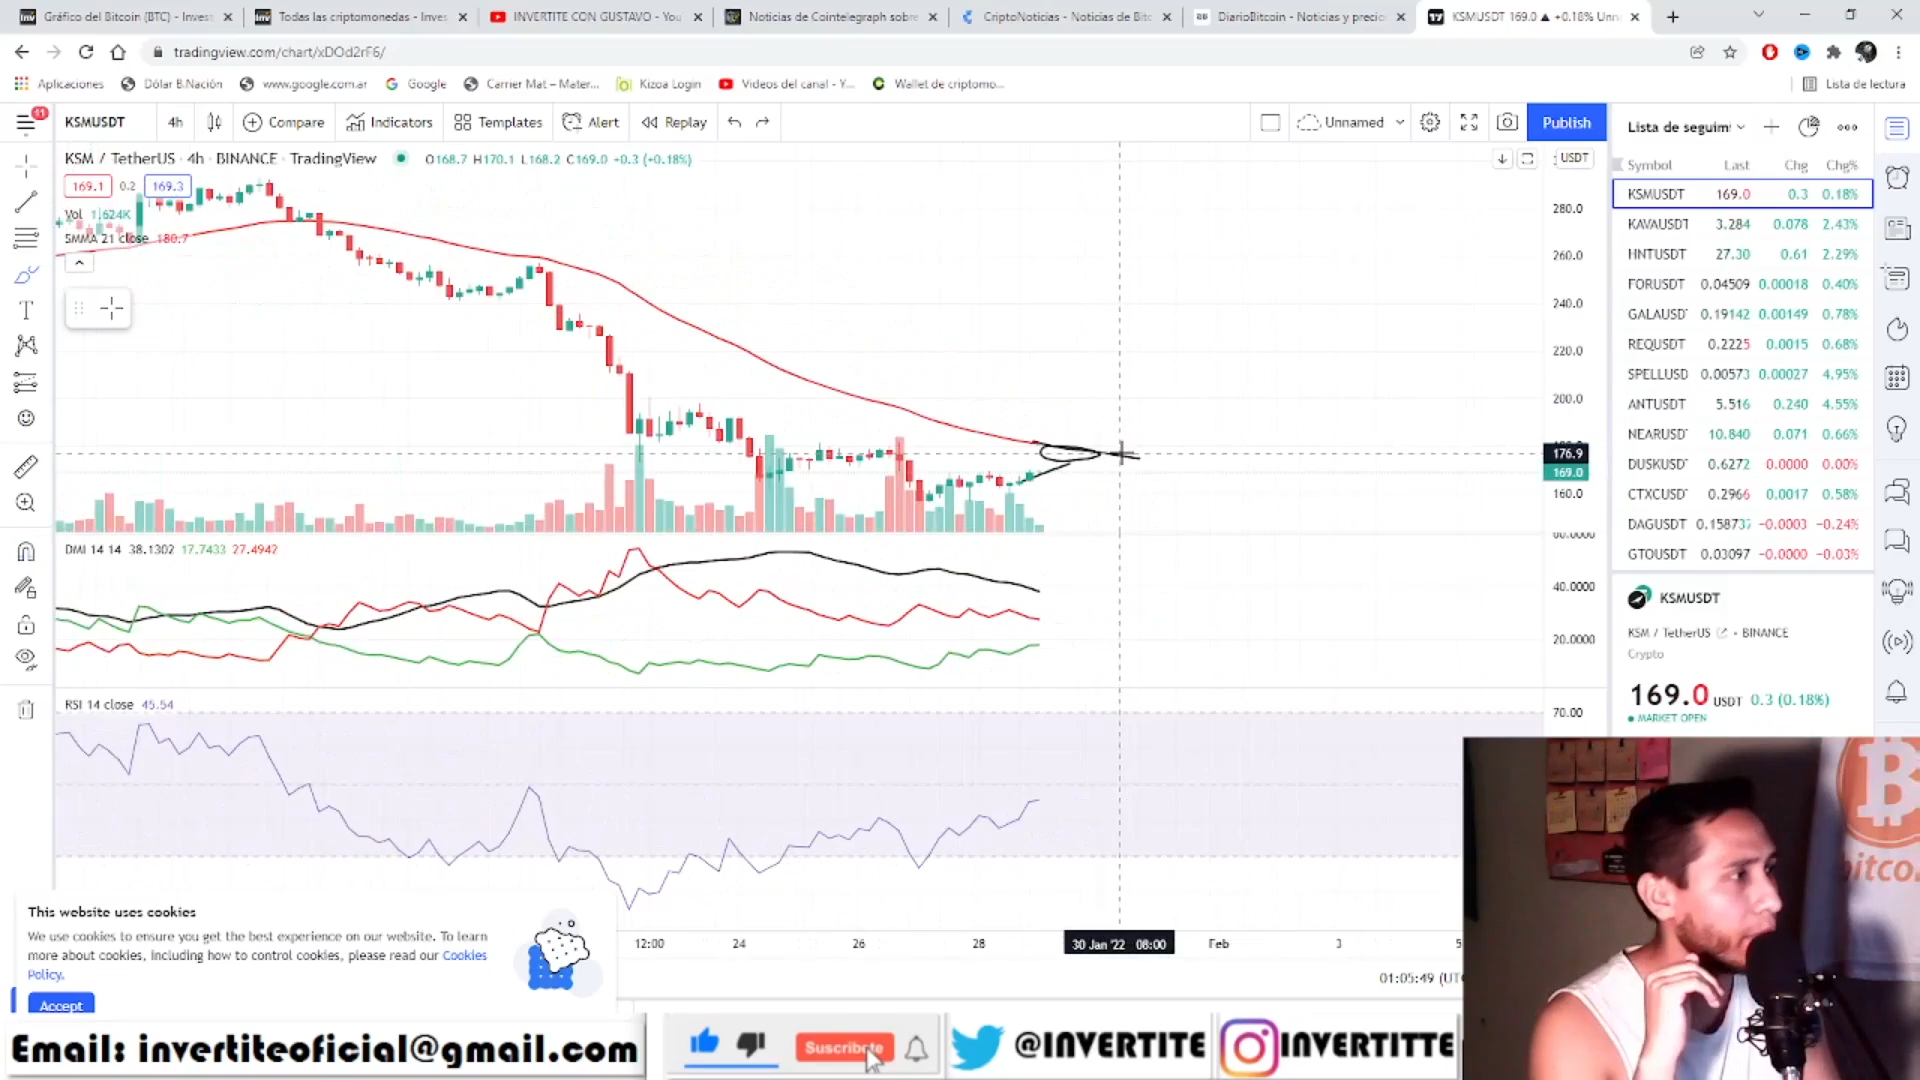 Gráfico del Bitcoin (BTC) - Invest
Todas las criptomonedas - Inves
INVERTITE CON GUSTAVO - You
Noticias de Cointelegraph sobre
CriptoNoticias - Noticias de Bitc
DiarioBitcoin - Noticias y precio
KSMUSDT 169.0 ▲ +0.18% Unn
tradingview.com/chart/xDOd2rF6/
Aplicaciones
Dólar B.Nación
www.google.com.ar
Google
Carrier Mat – Mater...
Kizoa Login
Videos del canal - Y...
Wallet de criptomo...
Lista de lectura
11
KSMUSDT
4h
Compare
Indicators
Templates
Alert
Replay
Unnamed
Publish
KSM / TetherUS · 4h · BINANCE · TradingView
O168.7 H170.1 L168.2 C169.0 +0.3 (+0.18%)
USDT
169.1 0.2 169.3
Vol 1.624K
SMMA 21 close 180.7
280.0
260.0
240.0
220.0
200.0
176.9
169.0
160.0
DMI 14 14 38.1302 17.7433 27.4942
60.0000
40.0000
20.0000
RSI 14 close 45.54
70.00
12:00
24
26
28
30 Jan '22 08:00
Feb
3
5
01:05:49 (UTC
Lista de seguim
Symbol Last Chg Chg%
KSMUSDT 169.0 0.3 0.18%
KAVAUSDT 3.284 0.078 2.43%
HNTUSDT 27.30 0.61 2.29%
FORUSDT 0.04509 0.00018 0.40%
GALAUSD 0.19142 0.00149 0.78%
REQUSDT 0.2225 0.0015 0.68%
SPELLUSD 0.00573 0.00027 4.95%
ANTUSDT 5.516 0.240 4.55%
NEARUSD 10.840 0.071 0.66%
DUSKUSD 0.6272 0.0000 0.00%
CTXCUSD 0.2966 0.0017 0.58%
DAGUSDT 0.158737 −0.0003 −0.24%
GTOUSDT 0.03097 −0.0000 −0.03%
KSMUSDT
KSM / TetherUS • BINANCE
Crypto
169.0 USDT 0.3 (0.18%)
MARKET OPEN
This website uses cookies
We use cookies to ensure you get the best experience on our website. To learn
more about cookies, including how to control cookies, please read our Cookies
Policy.
Accept
bitco
Email: invertiteoficial@gmail.com
Suscribete
@INVERTITE
INVERTITTE